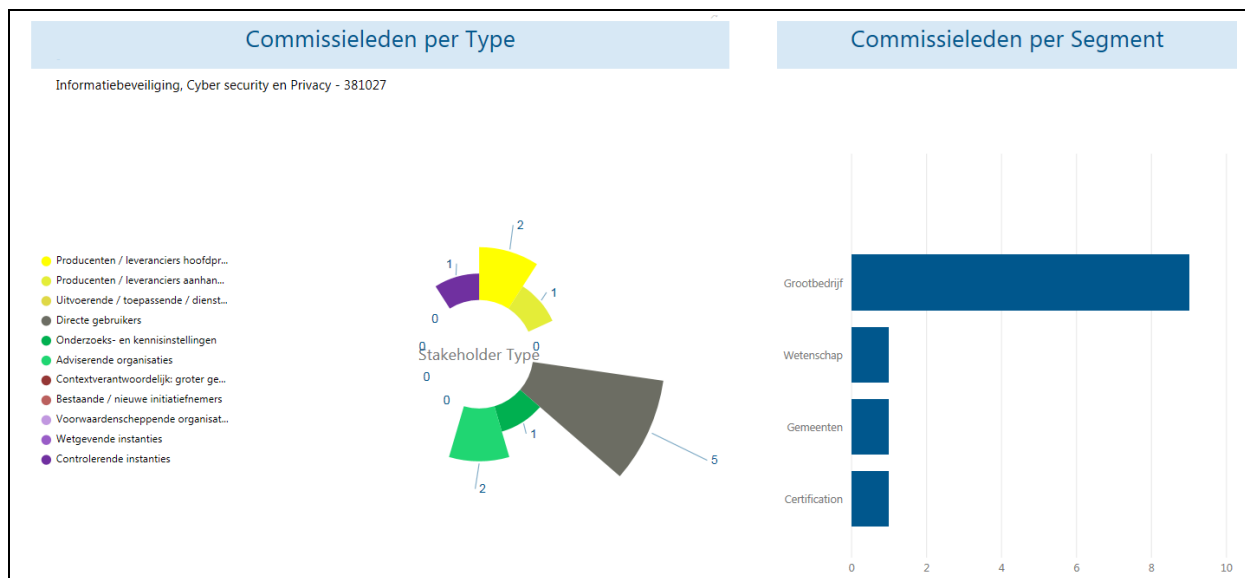 Commissieleden per Type
Informatiebeveiliging, Cyber security en Privacy - 381027
Producenten / leveranciers hoofdpr...
Producenten / leveranciers aanhan...
Uitvoerende / toepassende / dienst...
Directe gebruikers
Onderzoeks- en kennisinstellingen
Adviserende organisaties
Contextverantwoordelijk: groter ge...
Bestaande / nieuwe initiatiefnemers
Voorwaardenscheppende organisat...
Wetgevende instanties
Controlerende instanties
2
1
1
0
0
0
Stakeholder Type
0
0
1
5
2
Commissieleden per Segment
Grootbedrijf
Wetenschap
Gemeenten
Certification
0 2 4 6 8 10